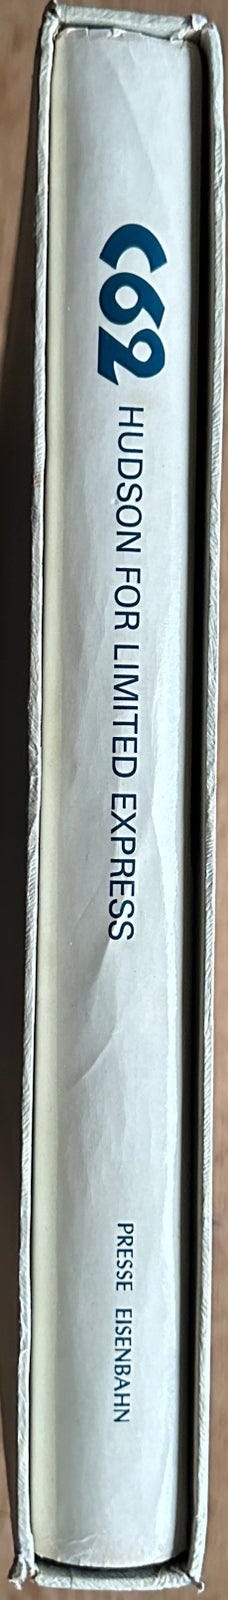 C62 HUDSON FOR LIMITED EXPRESS
PRESSE EISENBAHN